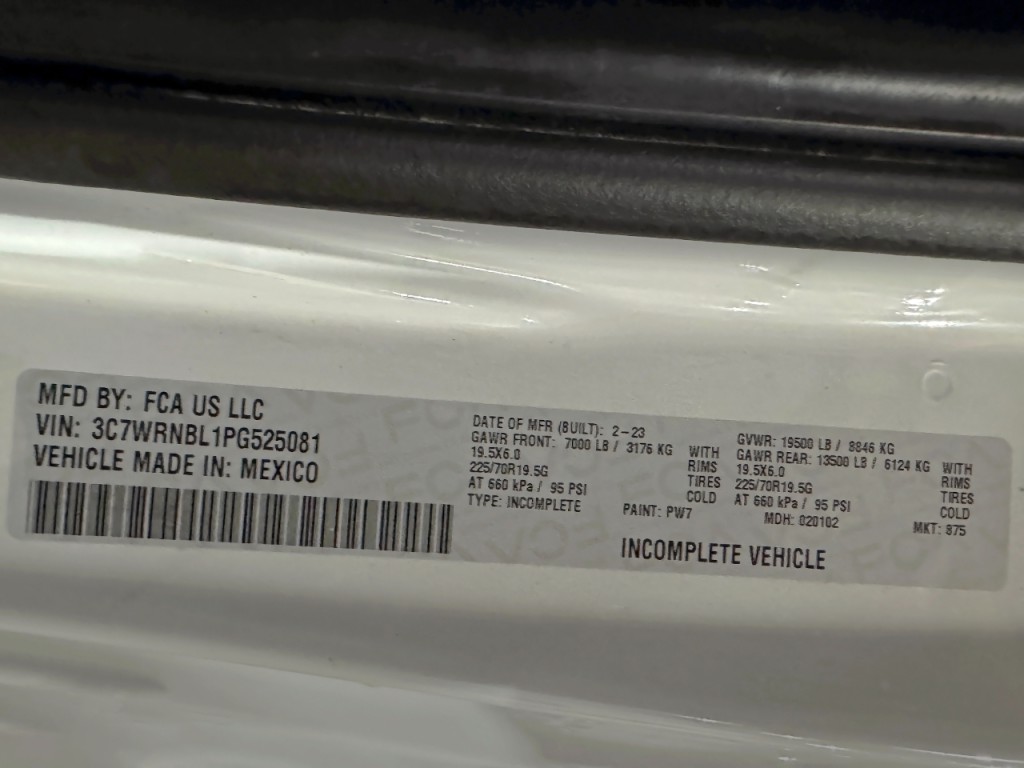 MFD BY: FCA US LLC
VIN: 3C7WRNBL1PG525081
VEHICLE MADE IN: MEXICO
DATE OF MFR (BUILT): 2-23
GAWR FRONT: 7000 LB / 3176 KG WITH
19.5X6.0 RIMS
225/70R19.5G TIRES
AT 660 kPa / 95 PSI COLD
TYPE: INCOMPLETE
PAINT: PW7
GVWR: 19500 LB / 8846 KG
GAWR REAR: 13500 LB / 6124 KG WITH
19.5X6.0 RIMS
225/70R19.5G TIRES
AT 660 kPa / 95 PSI COLD
MDH: 020102
MKT: 875
INCOMPLETE VEHICLE